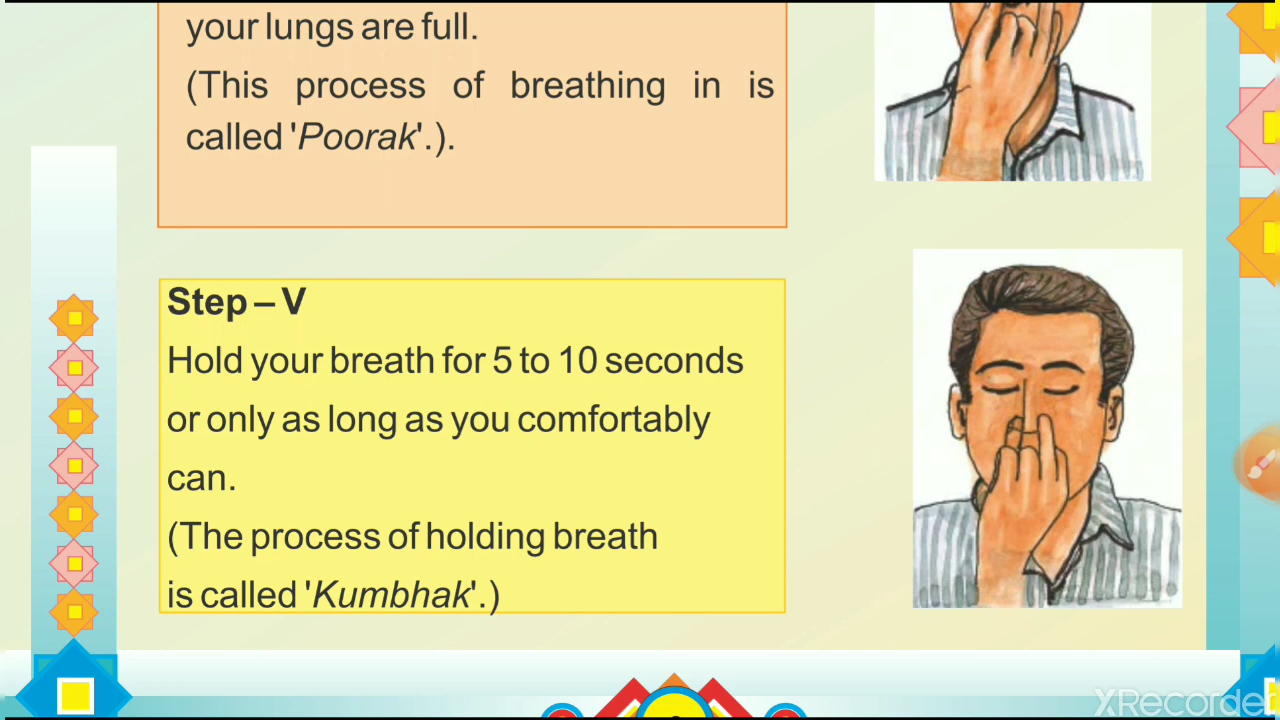 your lungs are full.
(This process of breathing in is
called 'Poorak'.).
Step – V
Hold your breath for 5 to 10 seconds
or only as long as you comfortably
can.
(The process of holding breath
is called 'Kumbhak'.)
XRecorder